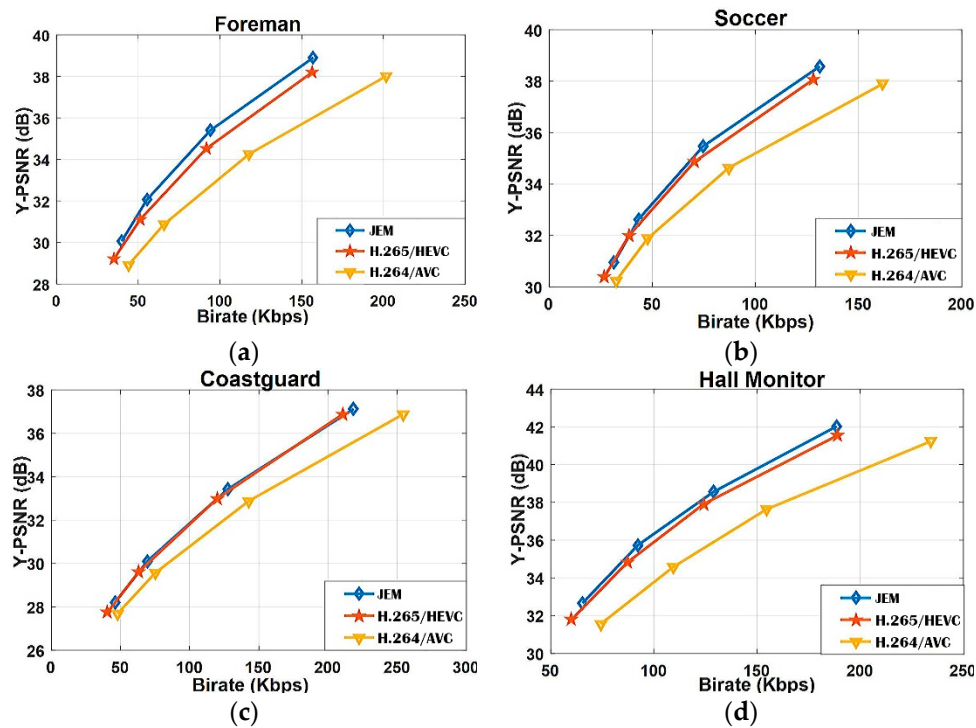 Foreman
40
38
36
34
32
30
28
0 50 100 150 200 250
Y-PSNR (dB)
Birate (Kbps)
JEM
H.265/HEVC
H.264/AVC
(a)
Soccer
40
38
36
34
32
30
0 50 100 150 200
Y-PSNR (dB)
Birate (Kbps)
JEM
H.265/HEVC
H.264/AVC
(b)
Coastguard
38
36
34
32
30
28
26
0 50 100 150 200 250 300
Y-PSNR (dB)
Birate (Kbps)
JEM
H.265/HEVC
H.264/AVC
(c)
Hall Monitor
44
42
40
38
36
34
32
30
50 100 150 200 250
Y-PSNR (dB)
Birate (Kbps)
JEM
H.265/HEVC
H.264/AVC
(d)